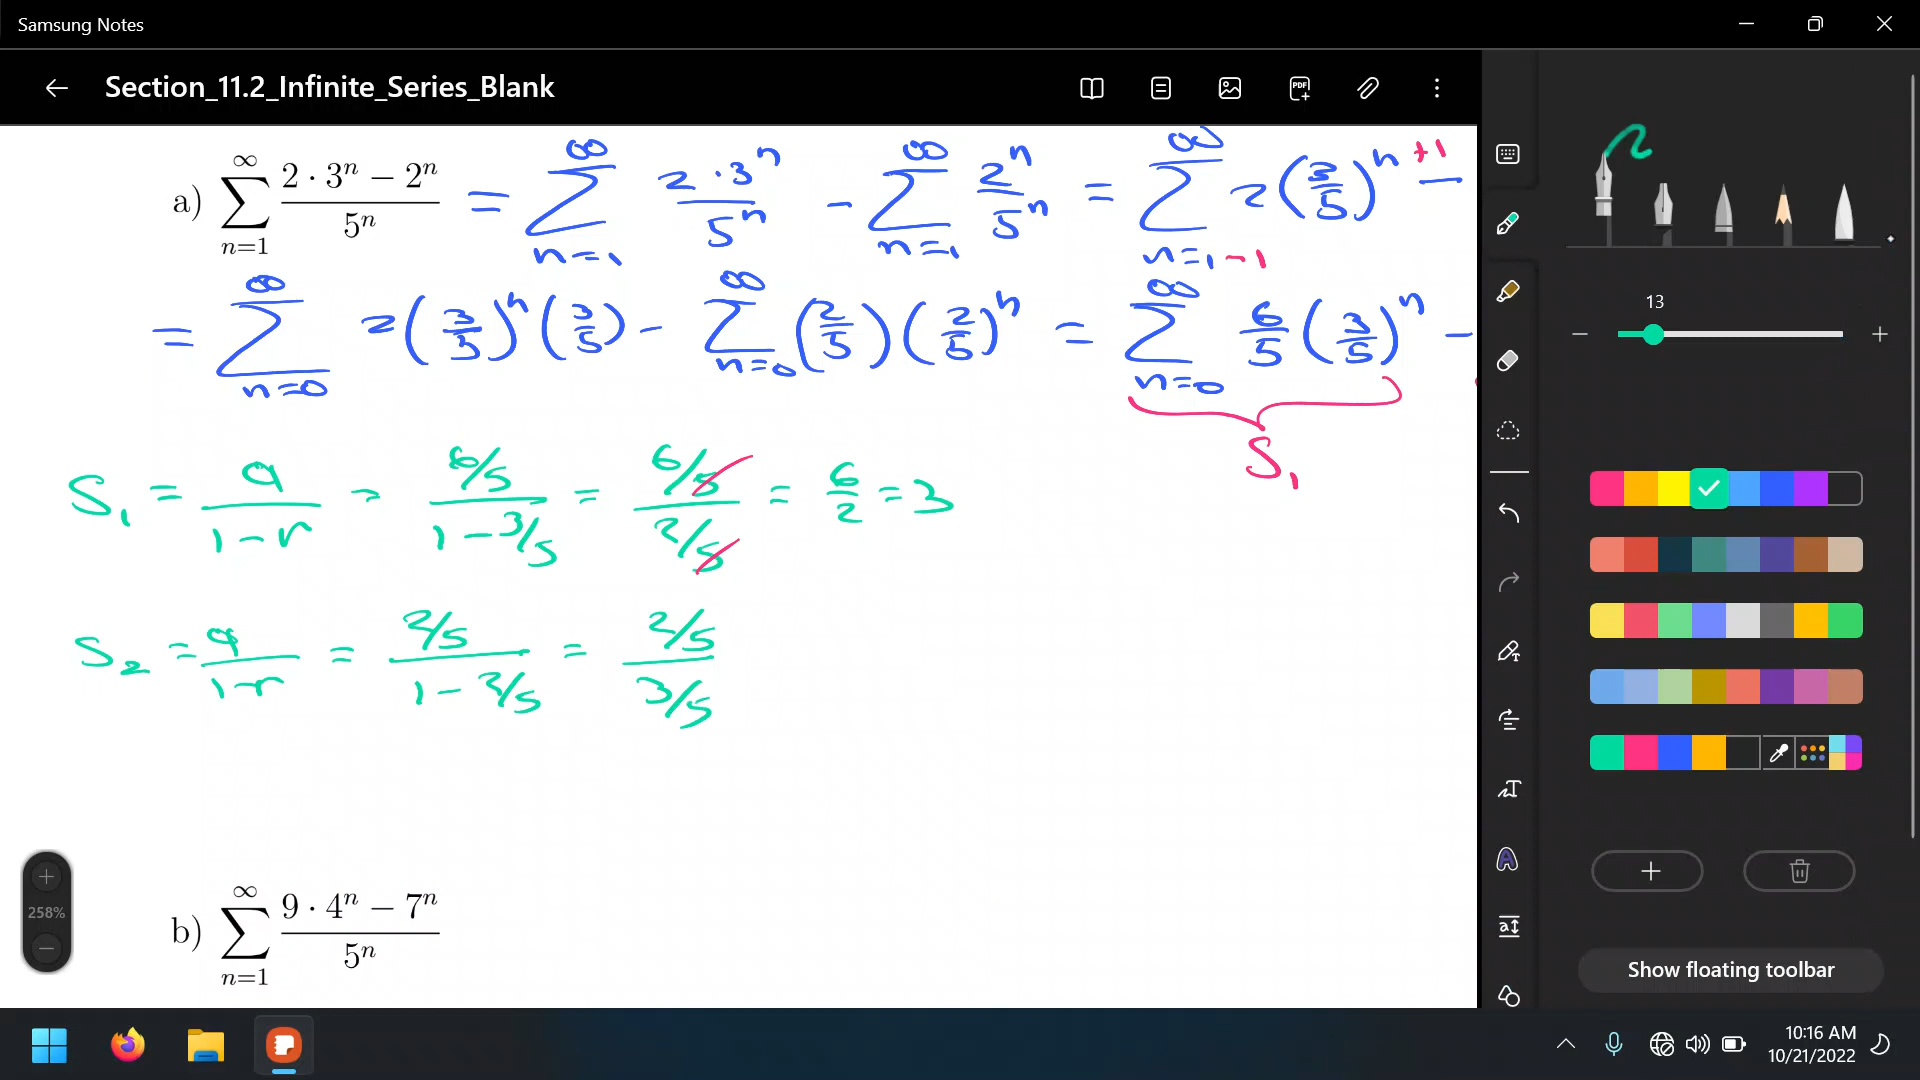 Samsung Notes
Section_11.2_Infinite_Series_Blank
a) ∑_{n=1}^{∞} (2 · 3^n − 2^n)/5^n = ∑_{n=1}^{∞} (2 · 3^n)/5^n − ∑_{n=1}^{∞} 2^n/5^n = ∑_{n=1-1}^{∞} 2(3/5)^{n+1} −
= ∑_{n=0}^{∞} 2(3/5)^n (3/5) − ∑_{n=0}^{∞} (2/5)(2/5)^n = ∑_{n=0}^{∞} 6/5 (3/5)^n −
S_1
S_1 = a/(1−r) = (6/5)/(1−3/5) = (6/5)/(2/5) = 6/2 = 3
S_2 = a/(1−r) = (2/5)/(1−2/5) = (2/5)/(3/5)
b) ∑_{n=1}^{∞} (9 · 4^n − 7^n)/5^n
258%
13
Show floating toolbar
10:16 AM
10/21/2022